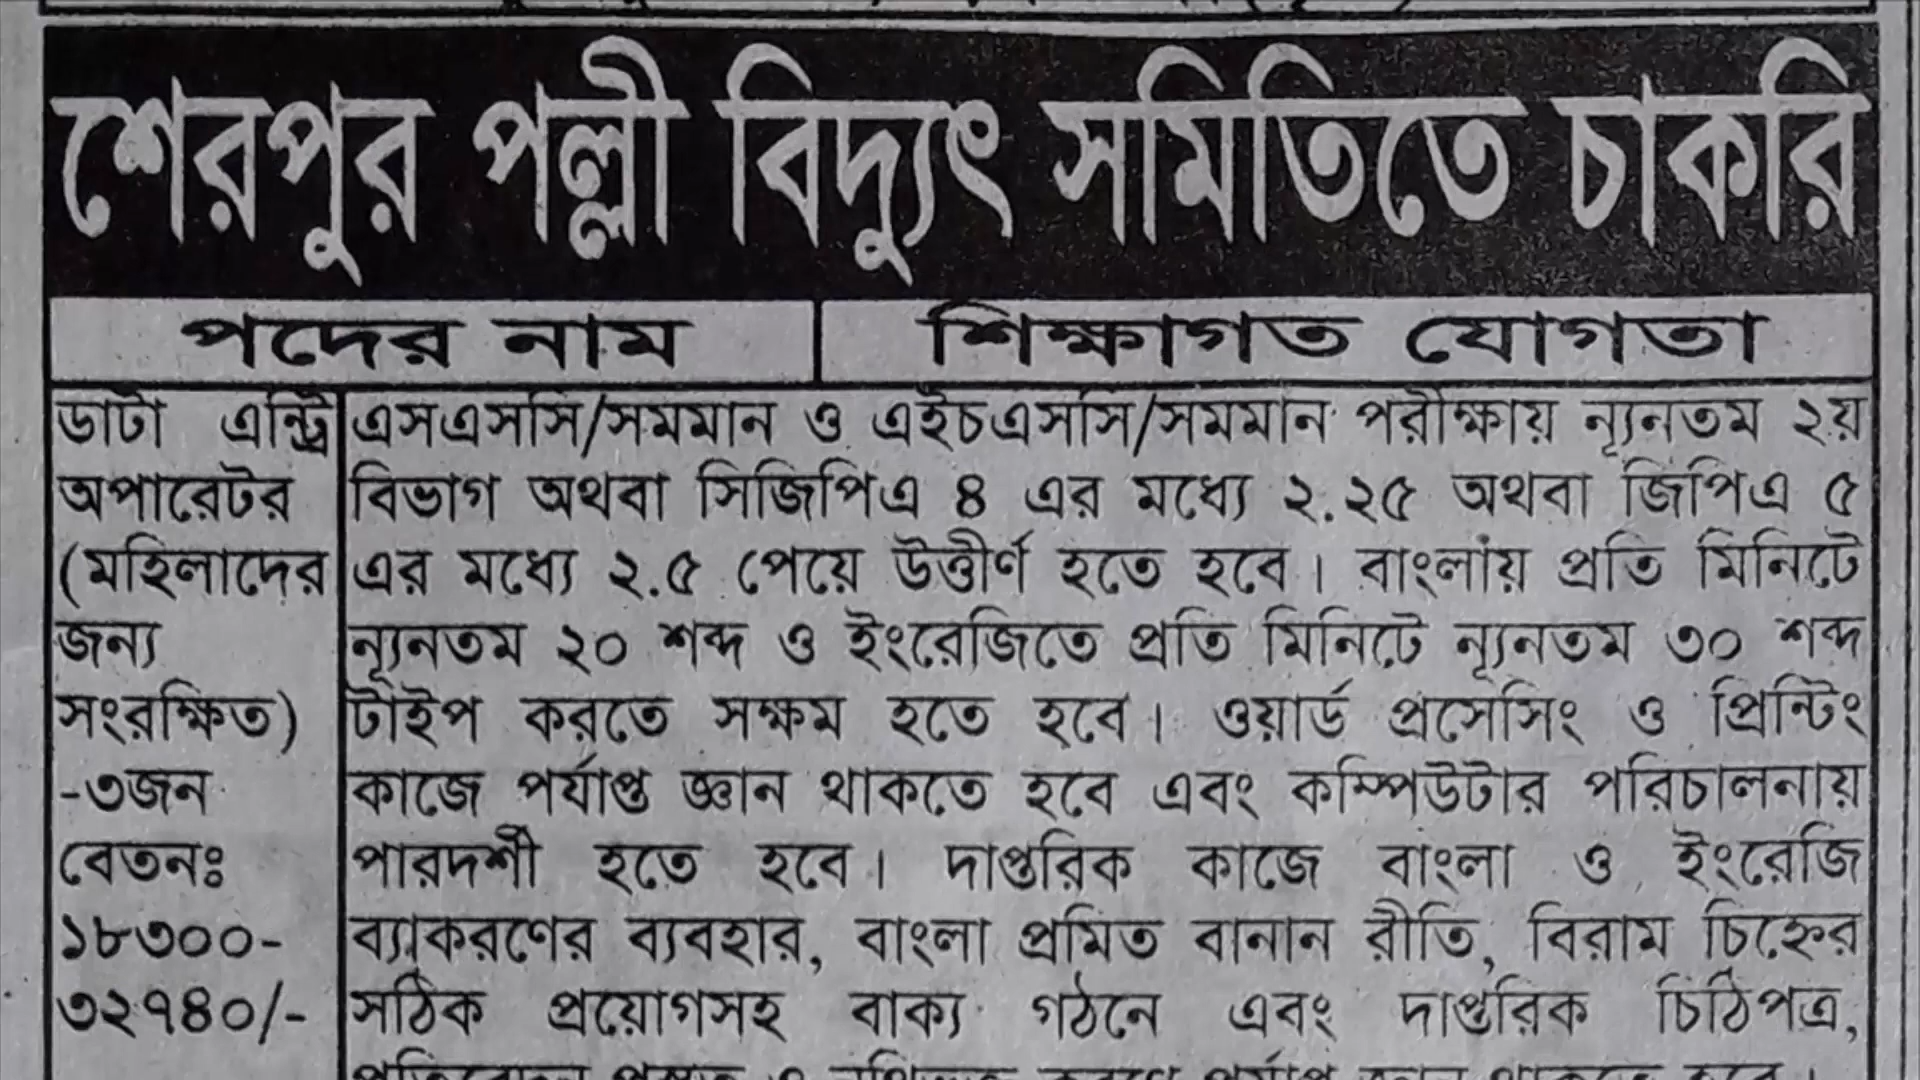 শেরপুর পল্লী বিদ্যুৎ সমিতিতে চাকরি
পদের নাম
শিক্ষাগত যোগতা
ডাটা এন্ট্রি
অপারেটর
(মহিলাদের
জন্য
সংরক্ষিত)
-৩জন
বেতনঃ
১৮৩০০-
৩২৭৪০/-
এসএসসি/সমমান ও এইচএসসি/সমমান পরীক্ষায় ন্যূনতম ২য়
বিভাগ অথবা সিজিপিএ ৪ এর মধ্যে ২.২৫ অথবা জিপিএ ৫
এর মধ্যে ২.৫ পেয়ে উত্তীর্ণ হতে হবে। বাংলায় প্রতি মিনিটে
ন্যূনতম ২০ শব্দ ও ইংরেজিতে প্রতি মিনিটে ন্যূনতম ৩০ শব্দ
টাইপ করতে সক্ষম হতে হবে। ওয়ার্ড প্রসেসিং ও প্রিন্টিং
কাজে পর্যাপ্ত জ্ঞান থাকতে হবে এবং কম্পিউটার পরিচালনায়
পারদর্শী হতে হবে। দাপ্তরিক কাজে বাংলা ও ইংরেজি
ব্যাকরণের ব্যবহার, বাংলা প্রমিত বানান রীতি, বিরাম চিহ্নের
সঠিক প্রয়োগসহ বাক্য গঠনে এবং দাপ্তরিক চিঠিপত্র,